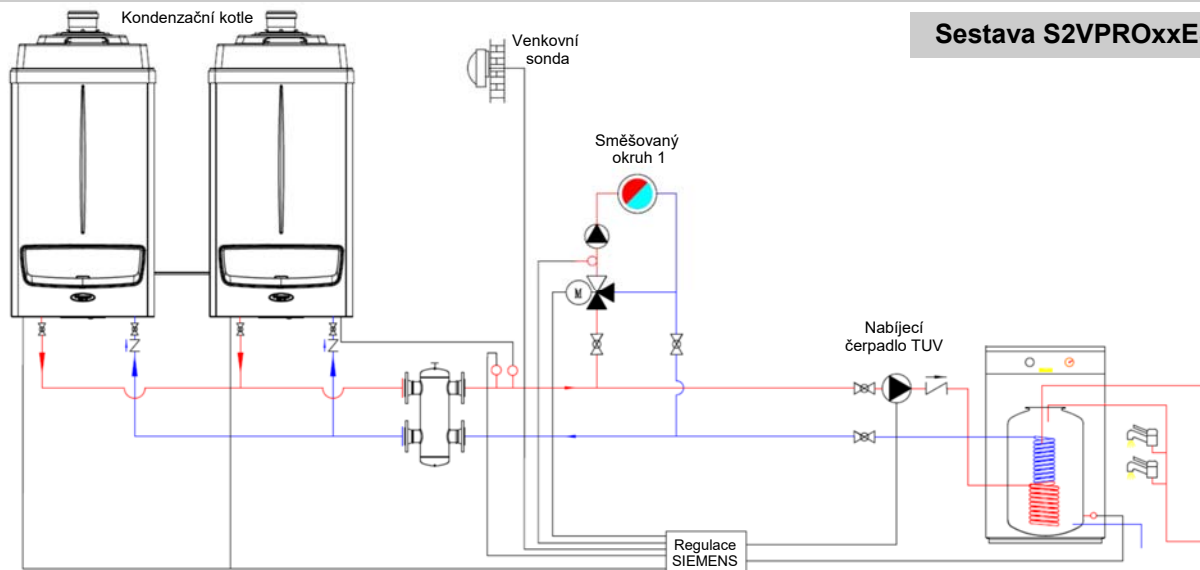 Kondenzační kotle
Sestava S2VPROxxE
Venkovní
sonda
Směšovaný
okruh 1
M
Nabíjecí
čerpadlo TUV
Regulace
SIEMENS